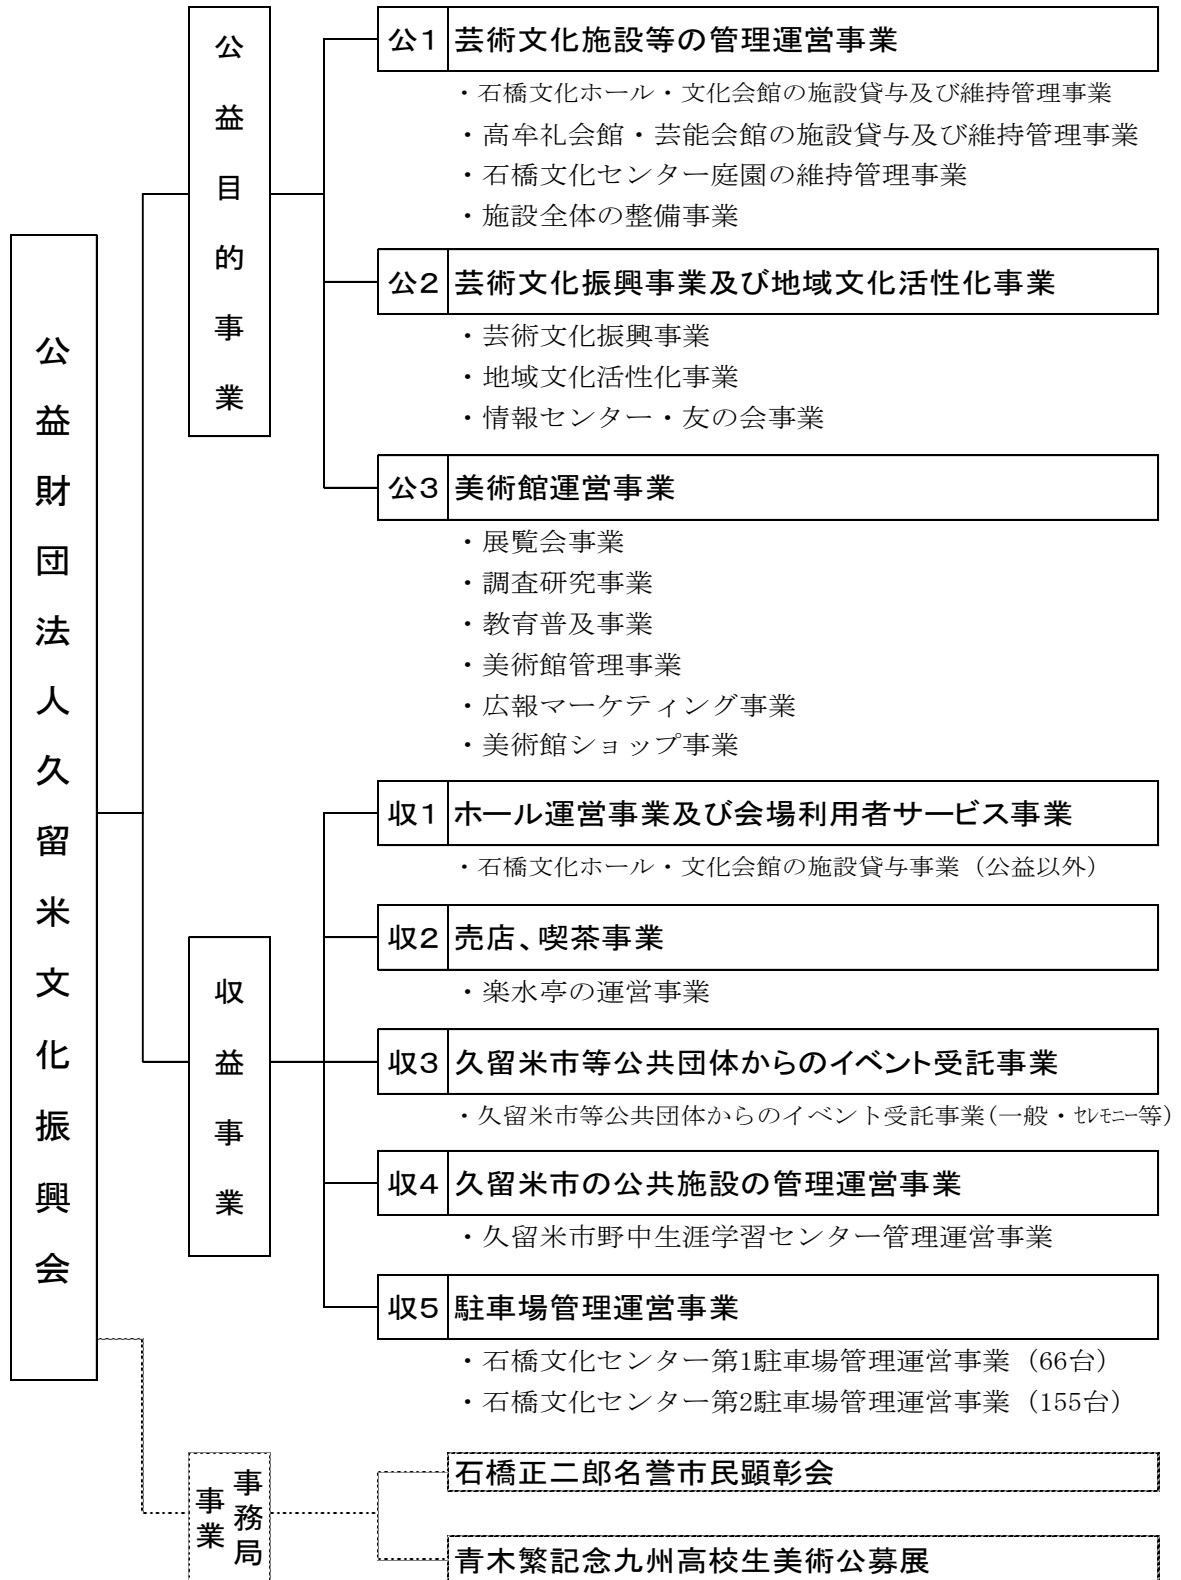 公益財団法人久留米文化振興会
公益目的事業
公1 芸術文化施設等の管理運営事業
・石橋文化ホール・文化会館の施設貸与及び維持管理事業
・高牟礼会館・芸能会館の施設貸与及び維持管理事業
・石橋文化センター庭園の維持管理事業
・施設全体の整備事業
公2 芸術文化振興事業及び地域文化活性化事業
・芸術文化振興事業
・地域文化活性化事業
・情報センター・友の会事業
公3 美術館運営事業
・展覧会事業
・調査研究事業
・教育普及事業
・美術館管理事業
・広報マーケティング事業
・美術館ショップ事業
収益事業
収1 ホール運営事業及び会場利用者サービス事業
・石橋文化ホール・文化会館の施設貸与事業（公益以外）
収2 売店、喫茶事業
・楽水亭の運営事業
収3 久留米市等公共団体からのイベント受託事業
・久留米市等公共団体からのイベント受託事業(一般・ｾﾚﾓﾆｰ等)
収4 久留米市の公共施設の管理運営事業
・久留米市野中生涯学習センター管理運営事業
収5 駐車場管理運営事業
・石橋文化センター第1駐車場管理運営事業（66台）
・石橋文化センター第2駐車場管理運営事業（155台）
事務局
事業
石橋正二郎名誉市民顕彰会
青木繁記念九州高校生美術公募展